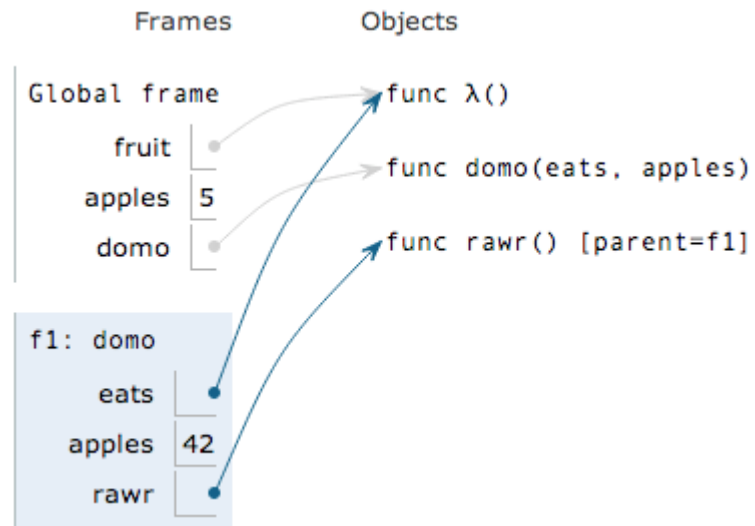 Frames Objects
Global frame func λ()
fruit
func domo(eats, apples)
apples 5
domo func rawr() [parent=f1]
f1: domo
eats
apples 42
rawr